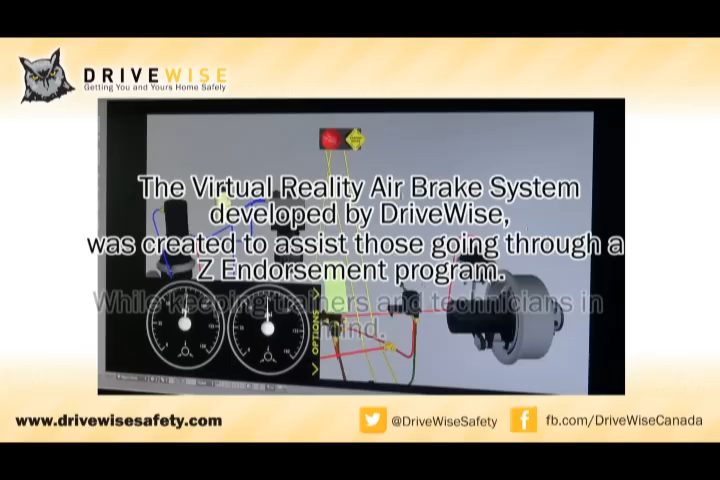 DRIVEWISE
Getting You and Yours Home Safely
The Virtual Reality Air Brake System
developed by DriveWise,
was created to assist those going through a
Z Endorsement program.
While keeping trainers and technicians in
mind.
OPTIONS
www.drivewisesafety.com
@DriveWiseSafety
fb.com/DriveWiseCanada